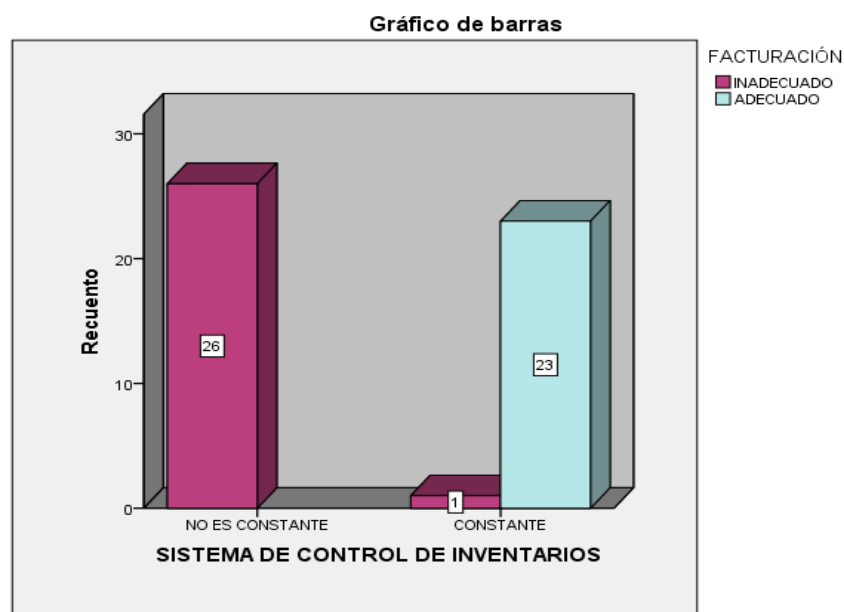 Gráfico de barras
FACTURACIÓN
INADECUADO
ADECUADO
Recuento
30
20
10
0
26
1
23
NO ES CONSTANTE
CONSTANTE
SISTEMA DE CONTROL DE INVENTARIOS